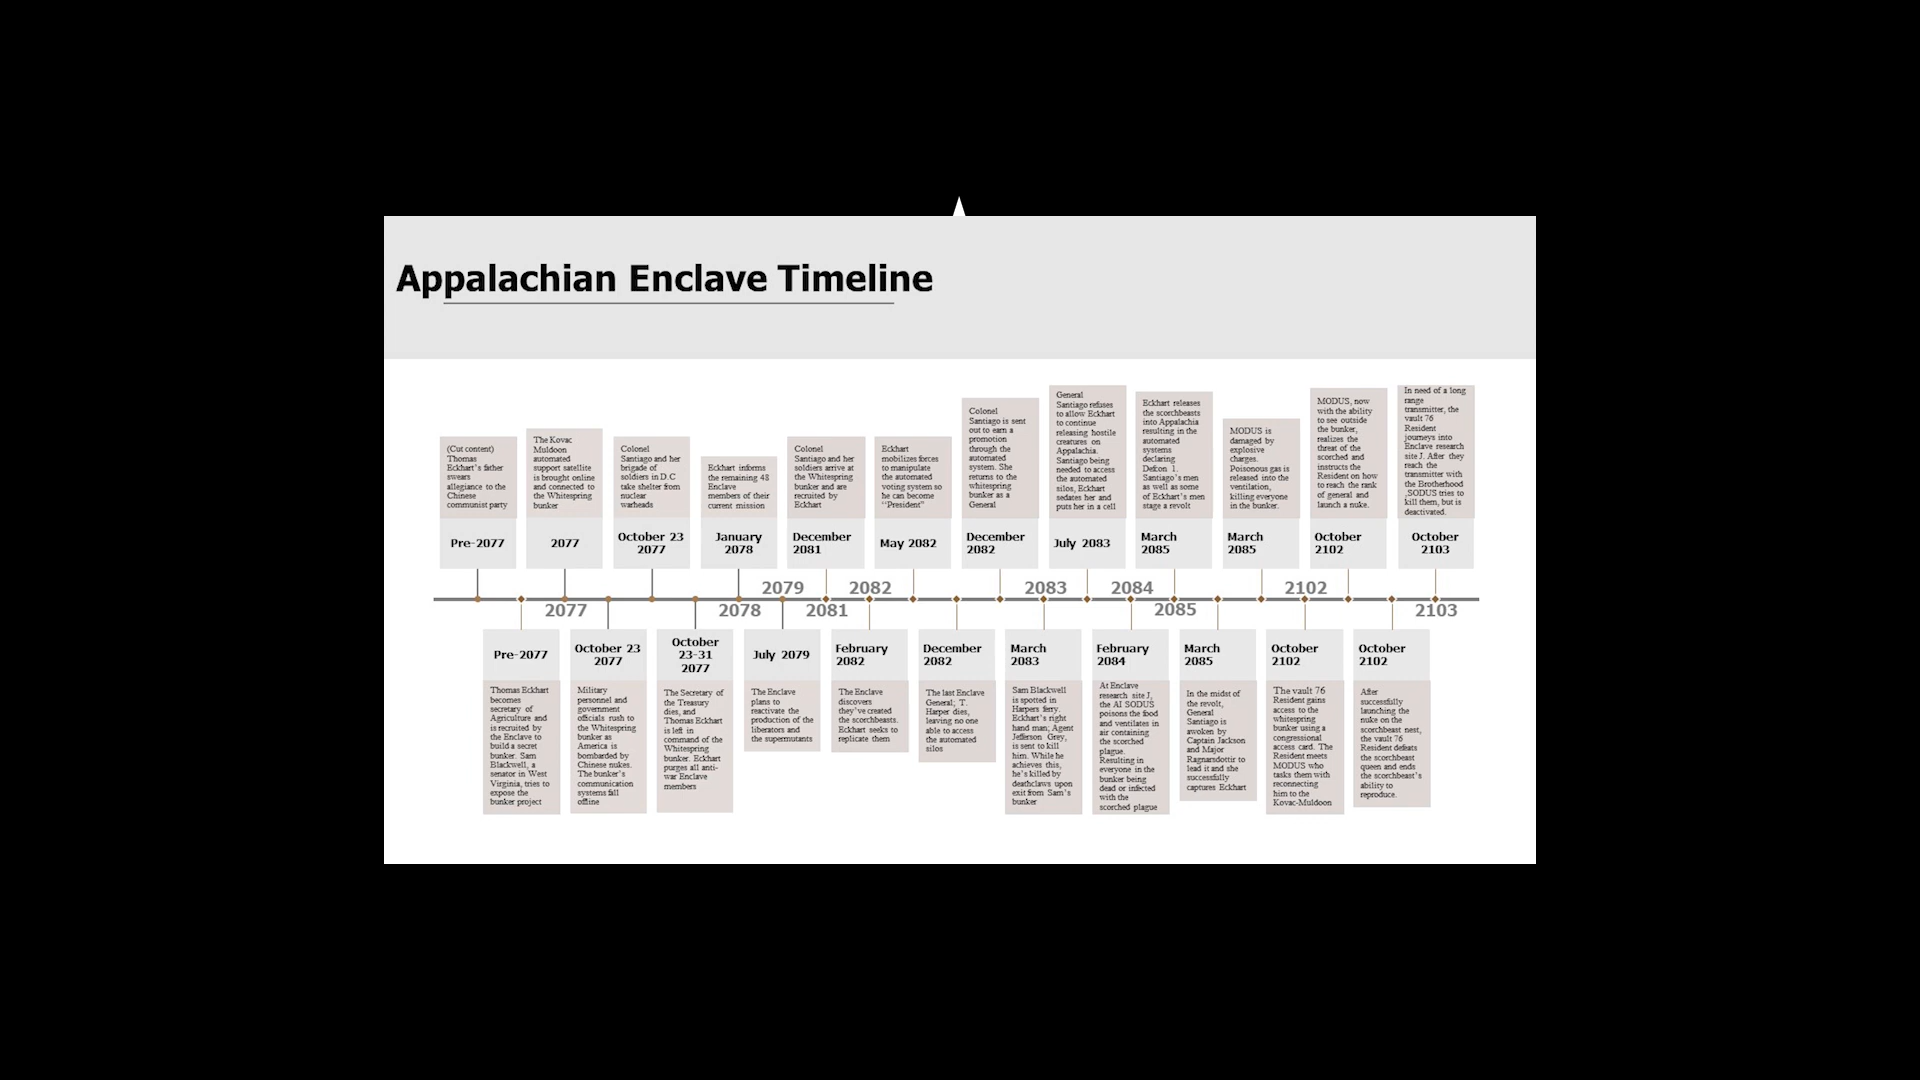 Appalachian Enclave Timeline
(Cut content)
Thomas
Eckhart's father
swears
allegiance to the
Chinese
communist party
Pre-2077
The Kovac
Muldoon
automated
support satellite
is brought online
and connected to
the Whitespring
bunker
2077
Colonel
Santiago and her
brigade of
soldiers in D.C
take shelter from
nuclear
warheads
October 23
2077
Eckhart informs
the remaining 48
Enclave
members of their
current mission
January
2078
Colonel
Santiago and her
soldiers arrive at
the Whitespring
bunker and are
recruited by
Eckhart
December
2081
Eckhart
mobilizes forces
to manipulate
the automated
voting system so
he can become
"President"
May 2082
Colonel
Santiago is sent
out to earn a
promotion
through the
automated
system. She
returns to the
whitespring
bunker as a
General
December
2082
General
Santiago refuses
to allow Eckhart
to continue
releasing hostile
creatures on
Appalachia.
Santiago being
needed to access
the automated
silos, Eckhart
sedates her and
puts her in a cell
July 2083
Eckhart releases
the scorchbeasts
into Appalachia
resulting in the
automated
systems
declaring
Defcon 1.
Santiago's men
as well as some
of Eckhart's men
stage a revolt
March
2085
MODUS is
damaged by
explosive
charges.
Poisonous gas is
released into the
ventilation,
killing everyone
in the bunker.
March
2085
MODUS, now
with the ability
to see outside
the bunker,
realizes the
threat of the
scorched and
instructs the
Resident on how
to reach the rank
of general and
launch a nuke.
October
2102
In need of a long
range
transmitter, the
vault 76
Resident
journeys into
Enclave research
site J. After they
reach the
transmitter with
the Brotherhood
,SODUS tries to
kill them, but is
deactivated.
October
2103
2079 2082 2083 2084 2102
2077 2078 2081 2085 2103
Pre-2077
Thomas Eckhart
becomes
secretary of
Agriculture and
is recruited by
the Enclave to
build a secret
bunker. Sam
Blackwell, a
senator in West
Virginia, tries to
expose the
bunker project
October 23
2077
Military
personnel and
government
officials rush to
the Whitespring
bunker as
America is
bombarded by
Chinese nukes.
The bunker's
communication
systems fall
offline
October
23-31
2077
The Secretary of
the Treasury
dies, and
Thomas Eckhart
is left in
command of the
Whitespring
bunker. Eckhart
purges all anti-
war Enclave
members
July 2079
The Enclave
plans to
reactivate the
production of the
liberators and
the supermutants
February
2082
The Enclave
discovers
they've created
the scorchbeasts.
Eckhart seeks to
replicate them
December
2082
The last Enclave
General; T.
Harper dies,
leaving no one
able to access
the automated
silos
March
2083
Sam Blackwell
is spotted in
Harpers ferry.
Eckhart's right
hand man; Agent
Jefferson Grey,
is sent to kill
him. While he
achieves this,
he's killed by
deathclaws upon
exit from Sam's
bunker
February
2084
At Enclave
research site J,
the AI SODUS
poisons the food
and ventilates in
air containing
the scorched
plague.
Resulting in
everyone in the
bunker being
dead or infected
with the
scorched plague
March
2085
In the midst of
the revolt,
General
Santiago is
awoken by
Captain Jackson
and Major
Ragnarsdottir to
lead it and she
successfully
captures Eckhart
October
2102
The vault 76
Resident gains
access to the
whitespring
bunker using a
congressional
access card. The
Resident meets
MODUS who
tasks them with
reconnecting
him to the
Kovac-Muldoon
October
2102
After
successfully
launching the
nuke on the
scorchbeast nest,
the vault 76
Resident defeats
the scorchbeast
queen and ends
the scorchbeast's
ability to
reproduce.